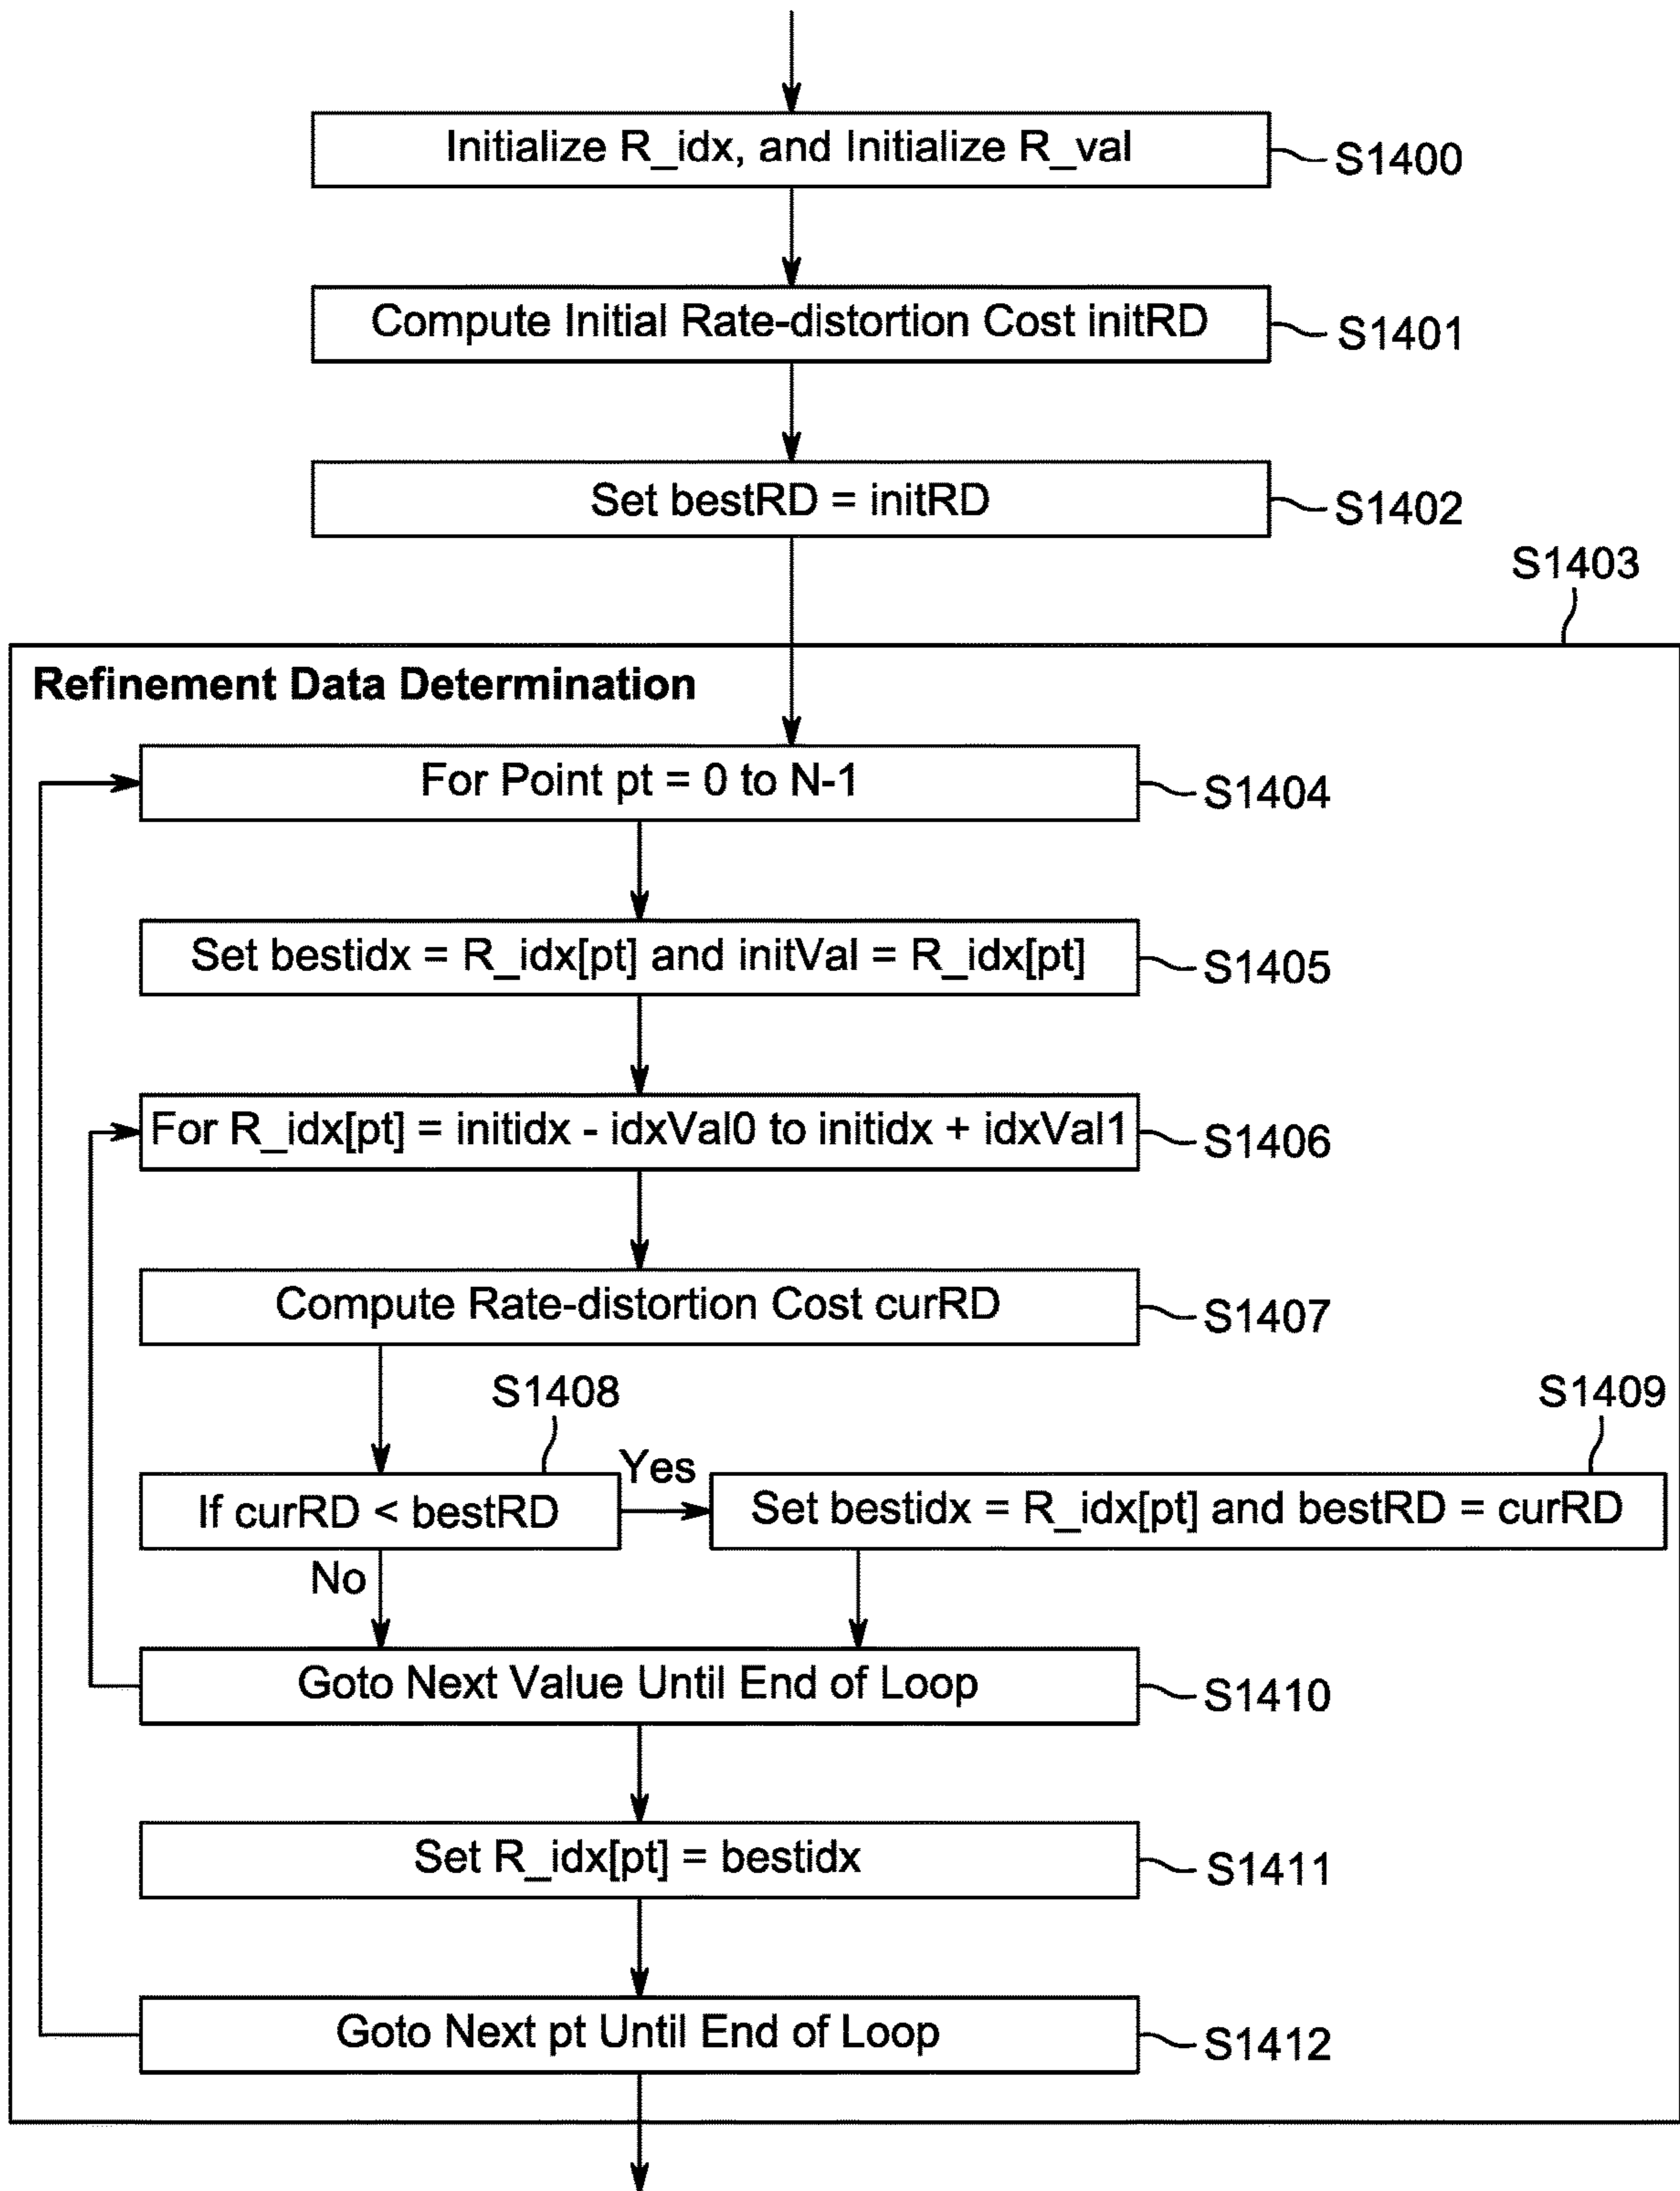 Initialize R_idx, and Initialize R_val
S1400
Compute Initial Rate-distortion Cost initRD
S1401
Set bestRD = initRD
S1402
S1403
Refinement Data Determination
For Point pt = 0 to N-1
S1404
Set bestidx = R_idx[pt] and initVal = R_idx[pt]
S1405
For R_idx[pt] = initidx - idxVal0 to initidx + idxVal1
S1406
Compute Rate-distortion Cost curRD
S1407
S1408
S1409
If curRD < bestRD
Yes
Set bestidx = R_idx[pt] and bestRD = curRD
No
Goto Next Value Until End of Loop
S1410
Set R_idx[pt] = bestidx
S1411
Goto Next pt Until End of Loop
S1412